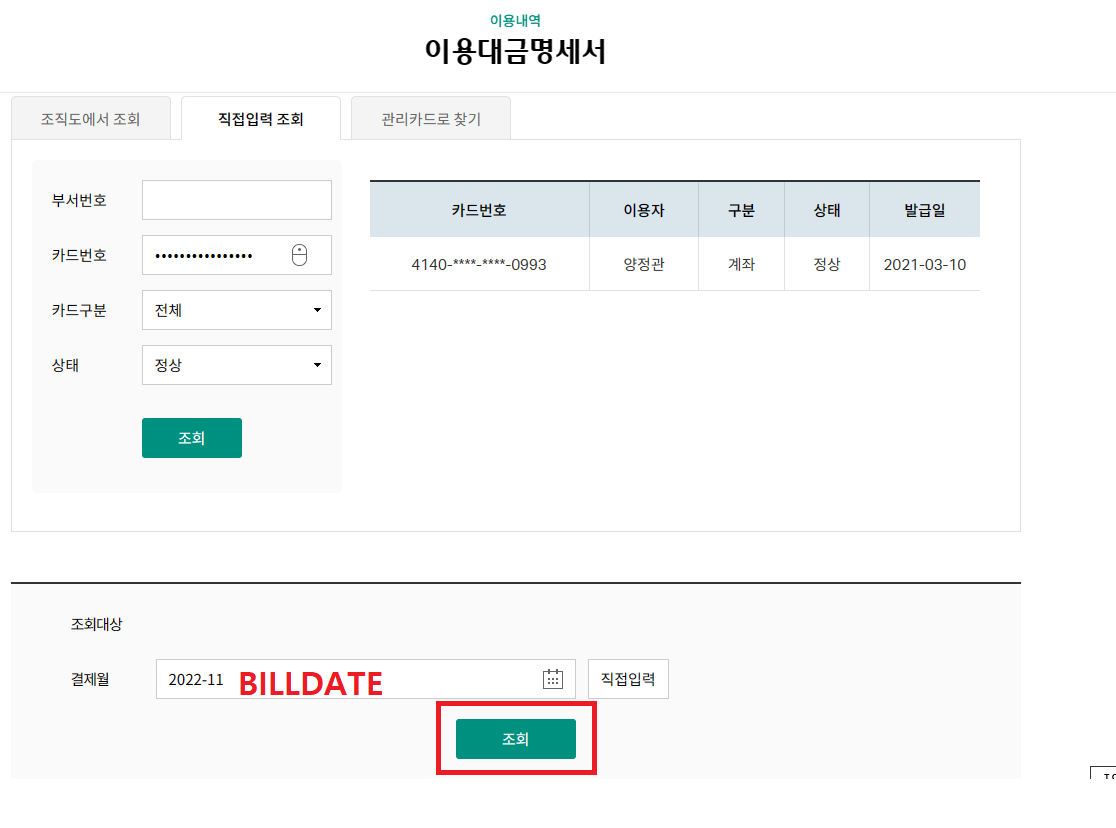 이용내역
이용대금명세서
조직도에서 조회
직접입력 조회
관리카드로 찾기
부서번호
카드번호 ••••••••••••••••
카드구분 전체
상태 정상
조회
카드번호 이용자 구분 상태 발급일
4140-****-****-0993 양정관 계좌 정상 2021-03-10
조회대상
결제월 2022-11 BILLDATE 직접입력
조회